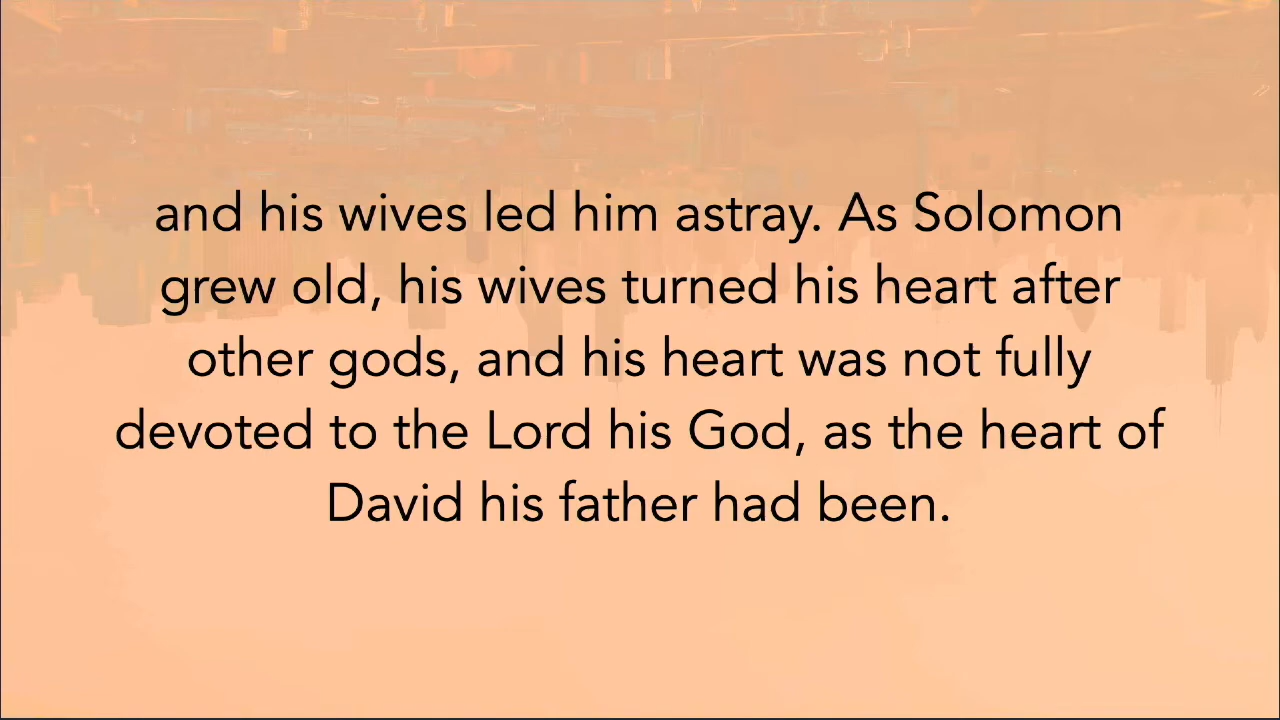 and his wives led him astray. As Solomon
grew old, his wives turned his heart after
other gods, and his heart was not fully
devoted to the Lord his God, as the heart of
David his father had been.